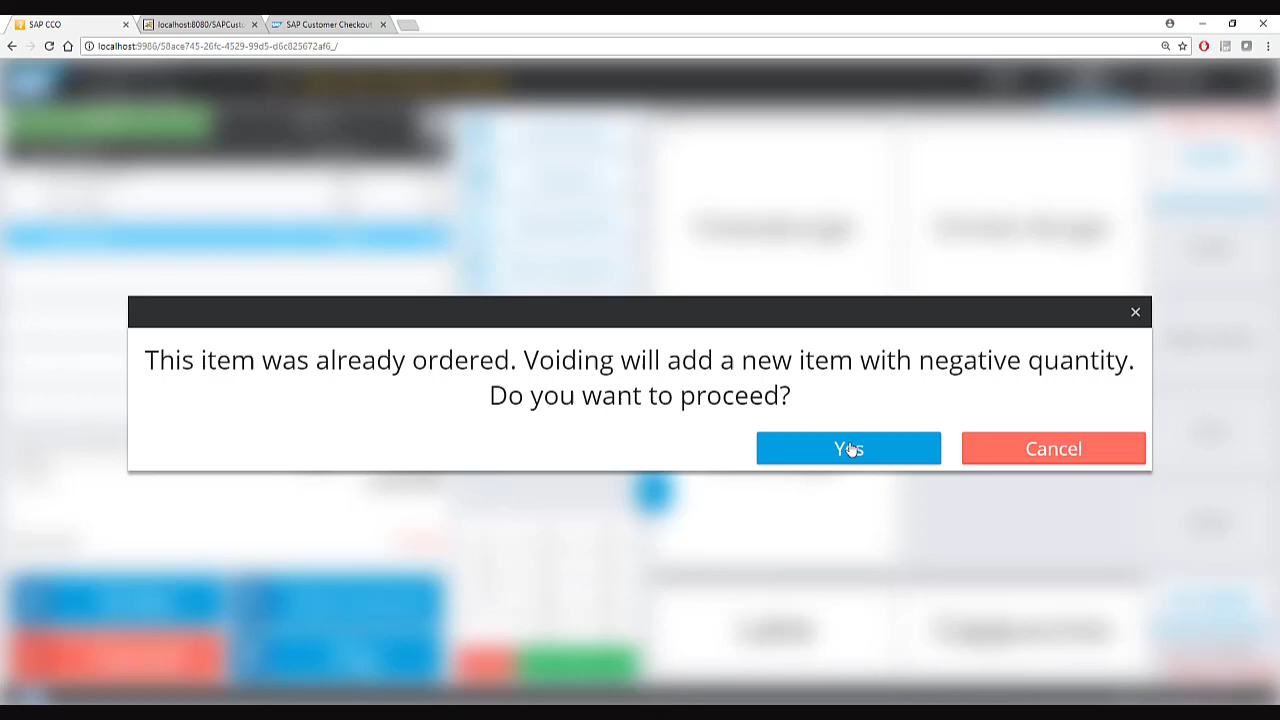 SAP CCO
localhost:8080/SAPCust
SAP Customer Checkout
localhost:9986/58ace745-26fc-4529-99d5-d6c825672af6_/
This item was already ordered. Voiding will add a new item with negative quantity.
Do you want to proceed?
Yes
Cancel